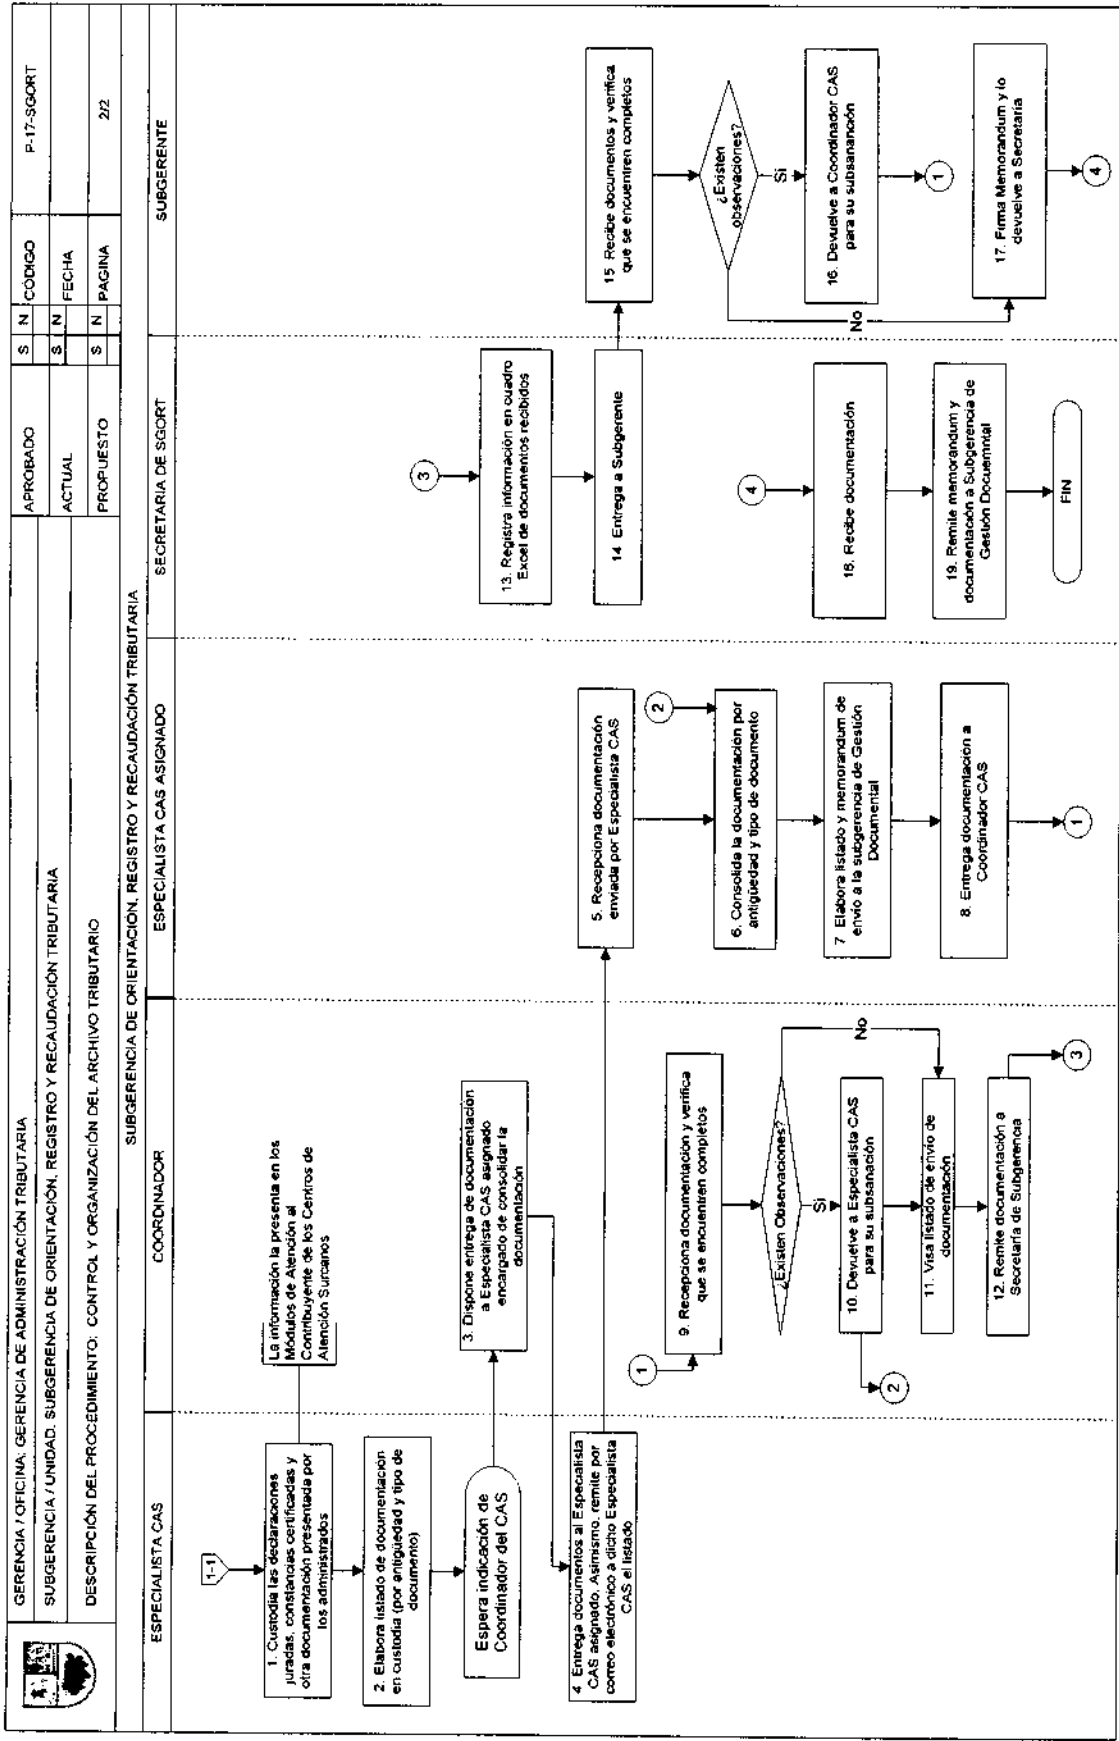 GERENCIA / OFICINA: GERENCIA DE ADMINISTRACIÓN TRIBUTARIA
APROBADO
S N
CÓDIGO
P-17-SGORT
SUBGERENCIA / UNIDAD. SUBGERENCIA DE ORIENTACIÓN, REGISTRO Y RECAUDACIÓN TRIBUTARIA
ACTUAL
S N
FECHA
DESCRIPCIÓN DEL PROCEDIMIENTO: CONTROL Y ORGANIZACIÓN DEL ARCHIVO TRIBUTARIO
PROPUESTO
S N
PAGINA
2/2
SUBGERENCIA DE ORIENTACIÓN, REGISTRO Y RECAUDACIÓN TRIBUTARIA
ESPECIALISTA CAS
COORDINADOR
ESPECIALISTA CAS ASIGNADO
SECRETARIA DE SGORT
SUBGERENTE
1-1
1. Custodia las declaraciones
juradas, constancias certificadas y
otra documentación presentada por
los administrados
La información la presenta en los
Módulos de Atención al
Contribuyente de los Centros de
Atención Surcanos
2. Elabora listado de documentación
en custodia (por antigüedad y tipo de
documento)
Espera indicación de
Coordinador del CAS
3. Dispone entrega de documentación
a Especialista CAS asignado
encargado de consolidar la
documentación
4 Entrega documentos al Especialista
CAS asignado. Asimismo, remite por
correo electrónico a dicho Especialista
CAS el listado
5. Recepciona documentación
enviada por Especialista CAS
2
6. Consolida la documentación por
antigüedad y tipo de documento
7 Elabora listado y memorandum de
envío a la subgerencia de Gestión
Documental
8. Entrega documentación a
Coordinador CAS
1
1
9. Recepciona documentación y verifica
que se encuentren completos
¿Existen Observaciones?
No
Si
10. Devuelve a Especialista CAS
para su subsanación
2
11. Visa listado de envío de
documentación
12. Remite documentación a
Secretaría de Subgerencia
3
3
13. Registra información en cuadro
Excel de documentos recibidos
14 Entrega a Subgerente
15. Recibe documentos y verifica
que se encuentren completos
¿Existen
observaciones?
Si
No
16. Devuelve a Coordinador CAS
para su subsananción
1
17. Firma Memorandum y lo
devuelve a Secretaría
4
4
18. Recibe documentación
19. Remite memorandum y
documentación a Subgerencia de
Gestión Docuemntal
FIN